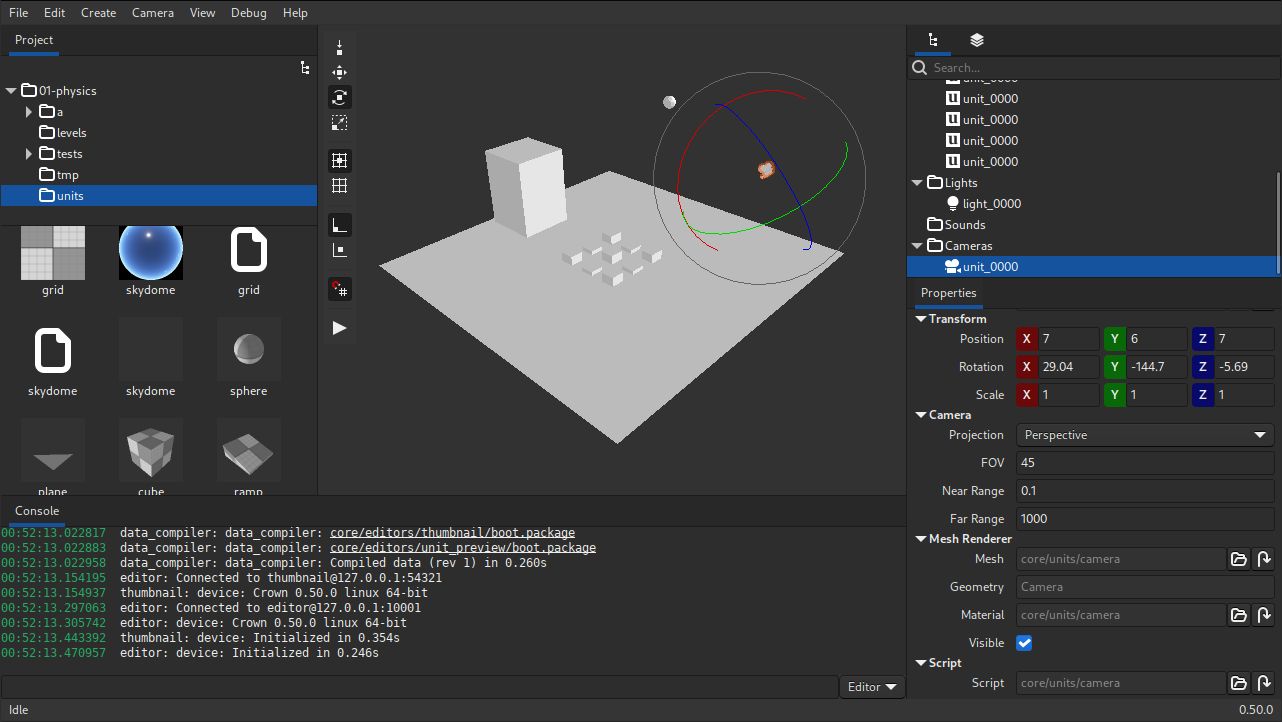 File Edit Create Camera View Debug Help
Project
01-physics
a
levels
tests
tmp
units
grid skydome grid
skydome skydome sphere
plane cube ramp
Search...
unit_0000
unit_0000
unit_0000
unit_0000
unit_0000
Lights
light_0000
Sounds
Cameras
unit_0000
Properties
Transform
Position X 7 Y 6 Z 7
Rotation X 29.04 Y -144.7 Z -5.69
Scale X 1 Y 1 Z 1
Camera
Projection Perspective
FOV 45
Near Range 0.1
Far Range 1000
Mesh Renderer
Mesh core/units/camera
Geometry Camera
Material core/units/camera
Visible
Script
Script core/units/camera
Console
00:52:13.022817 data_compiler: data_compiler: core/editors/thumbnail/boot.package
00:52:13.022883 data_compiler: data_compiler: core/editors/unit_preview/boot.package
00:52:13.022958 data_compiler: data_compiler: Compiled data (rev 1) in 0.260s
00:52:13.154195 editor: Connected to thumbnail@127.0.0.1:54321
00:52:13.154937 thumbnail: device: Crown 0.50.0 linux 64-bit
00:52:13.297063 editor: Connected to editor@127.0.0.1:10001
00:52:13.305742 editor: device: Crown 0.50.0 linux 64-bit
00:52:13.443392 thumbnail: device: Initialized in 0.354s
00:52:13.470957 editor: device: Initialized in 0.246s
Editor
Idle 0.50.0